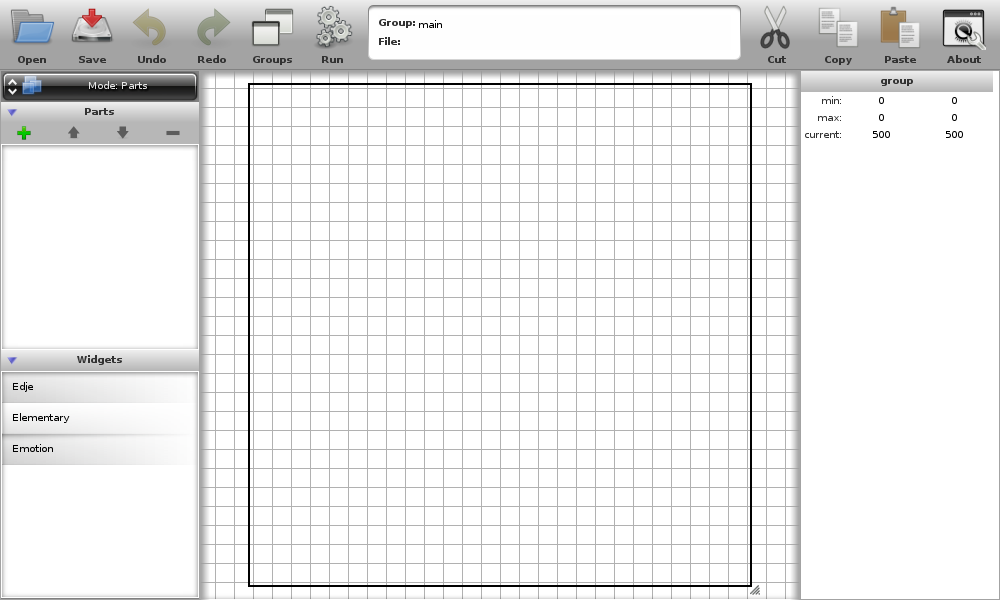 Open Save Undo Redo Groups Run
Group: main
File:
Cut Copy Paste About
Mode: Parts
Parts
Widgets
Edje
Elementary
Emotion
group
min: 0 0
max: 0 0
current: 500 500